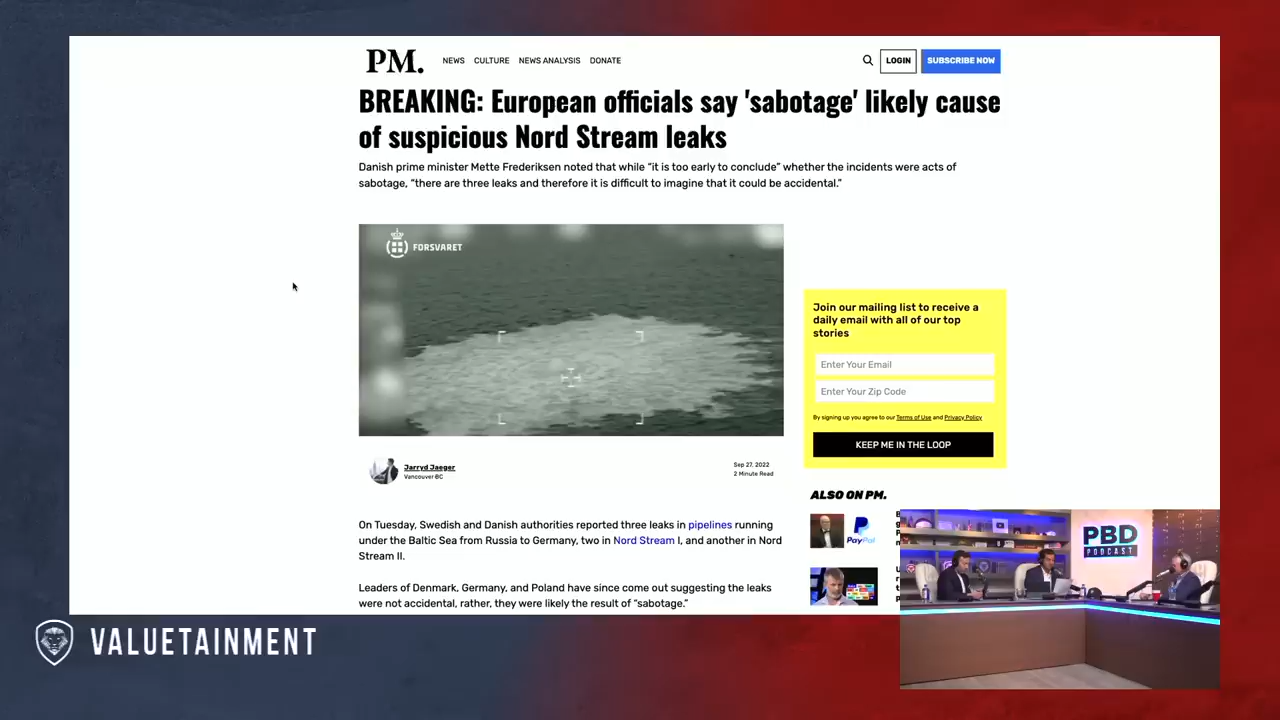 PM.
NEWS CULTURE NEWS ANALYSIS DONATE
LOGIN
SUBSCRIBE NOW
BREAKING: European officials say 'sabotage' likely cause
of suspicious Nord Stream leaks
Danish prime minister Mette Frederiksen noted that while “it is too early to conclude” whether the incidents were acts of
sabotage, “there are three leaks and therefore it is difficult to imagine that it could be accidental."
FORSVARET
Jarryd Jaeger
Vancouver BC
Sep 27, 2022
2 Minute Read
On Tuesday, Swedish and Danish authorities reported three leaks in pipelines running
under the Baltic Sea from Russia to Germany, two in Nord Stream I, and another in Nord
Stream II.
Leaders of Denmark, Germany, and Poland have since come out suggesting the leaks
were not accidental, rather, they were likely the result of “sabotage.”
Join our mailing list to receive a
daily email with all of our top
stories
Enter Your Email
Enter Your Zip Code
By signing up you agree to our Terms of Use and Privacy Policy
KEEP ME IN THE LOOP
ALSO ON PM.
PayPal
PBD
PODCAST
VALUETAINMENT